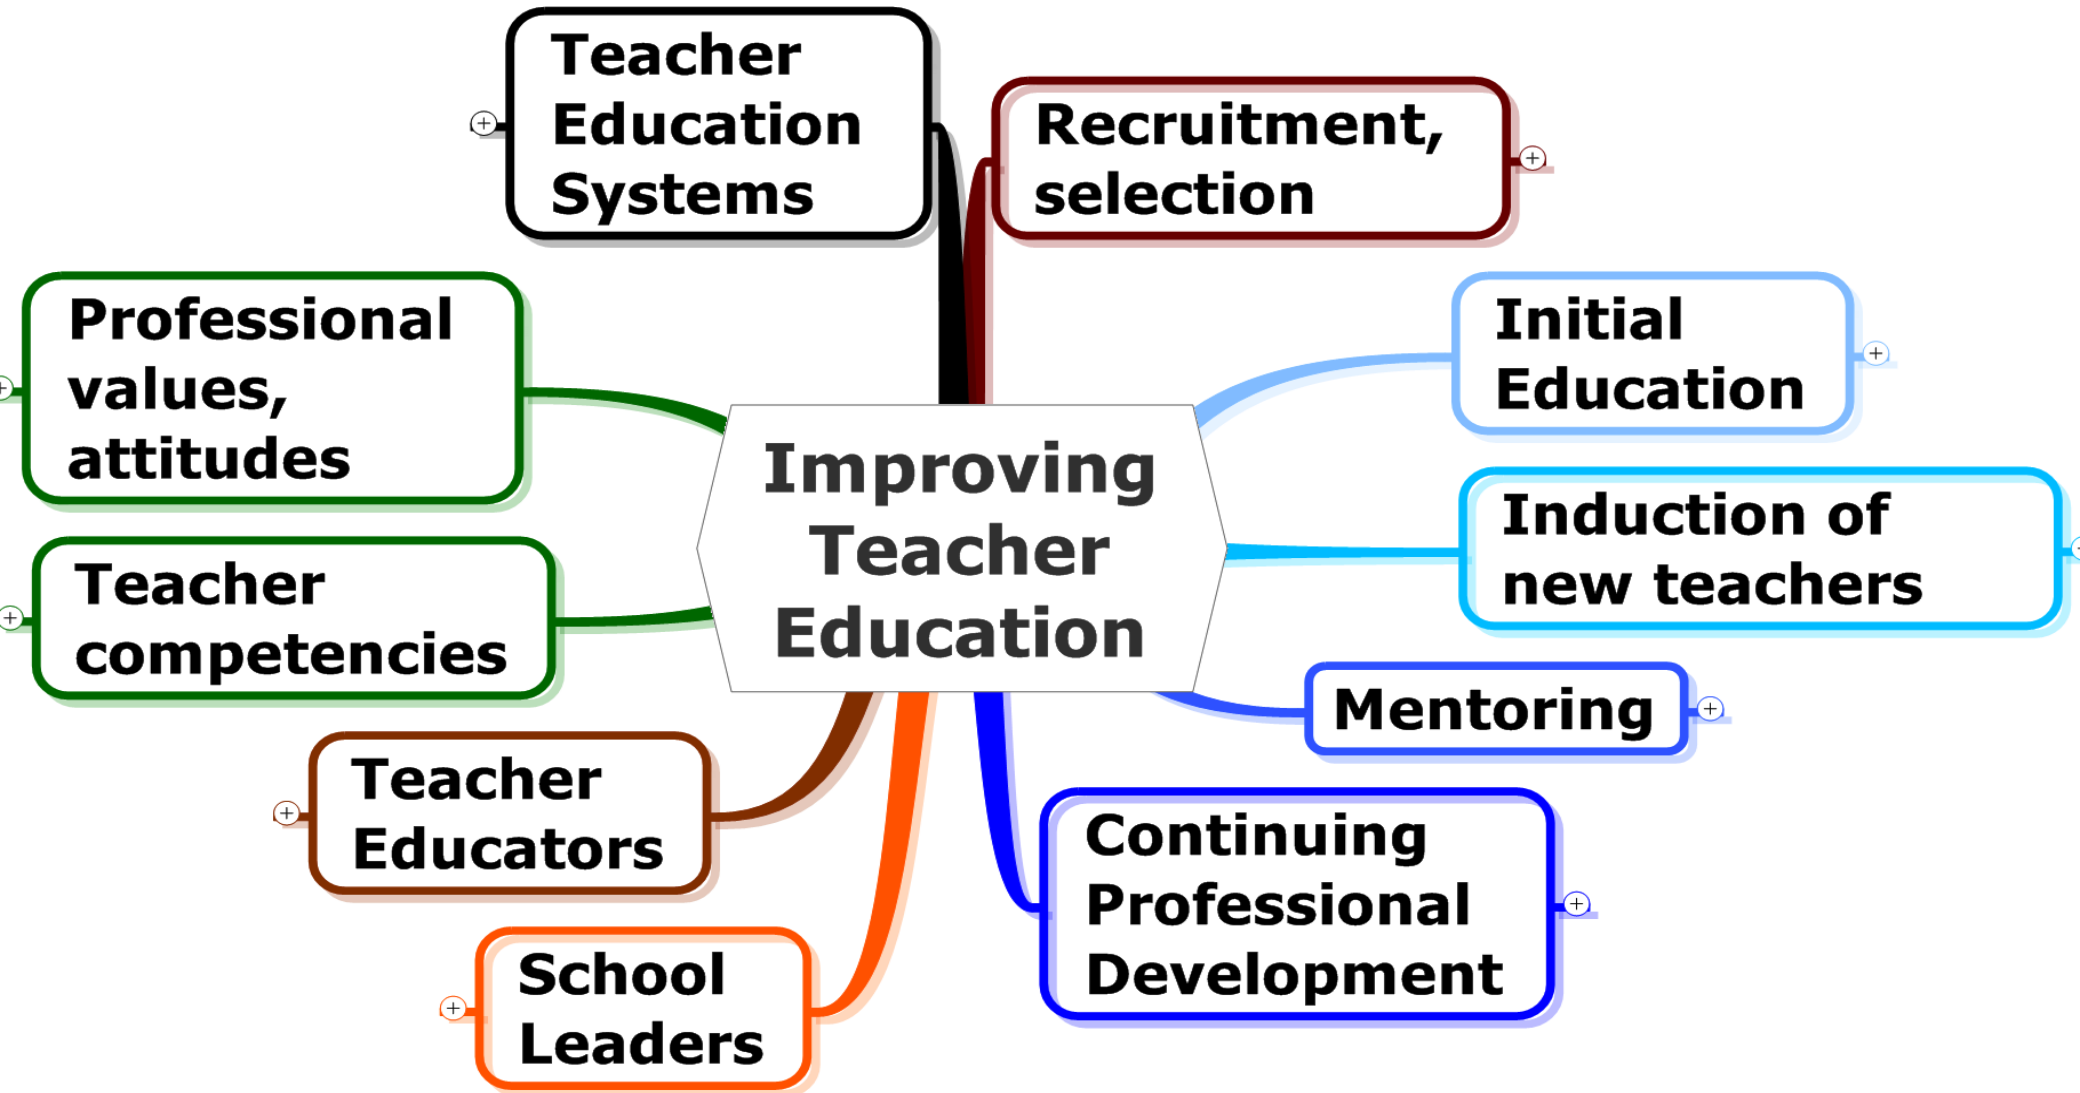 Teacher
Education
Systems
Recruitment,
selection
Professional
values,
attitudes
Initial
Education
Improving
Teacher
Education
Induction of
new teachers
Teacher
competencies
Mentoring
Teacher
Educators
Continuing
Professional
Development
School
Leaders